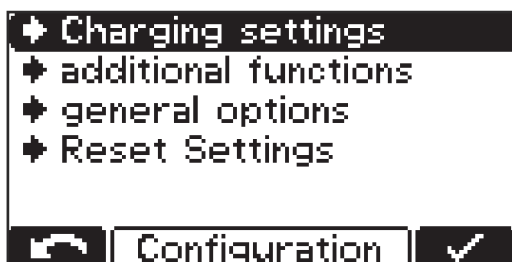 Charging settings
additional functions
general options
Reset Settings
Configuration